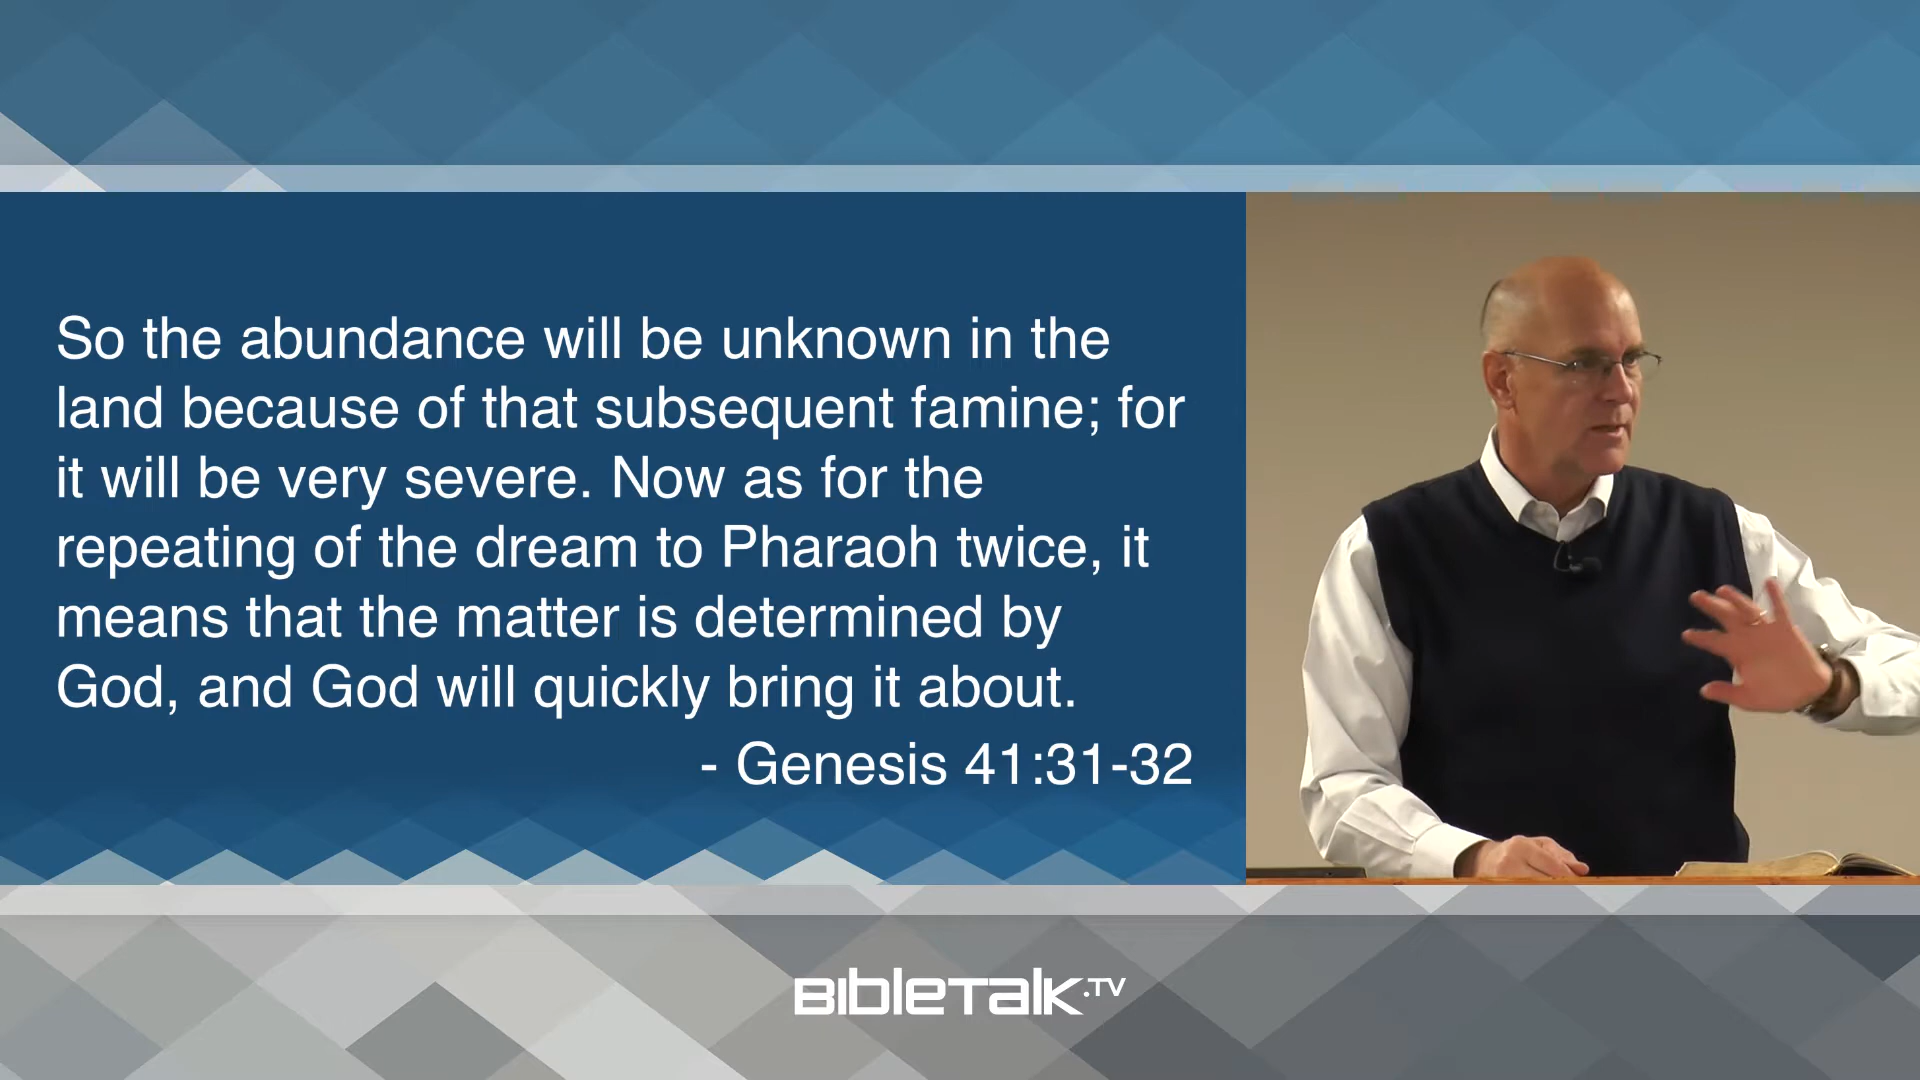 So the abundance will be unknown in the
land because of that subsequent famine; for
it will be very severe. Now as for the
repeating of the dream to Pharaoh twice, it
means that the matter is determined by
God, and God will quickly bring it about.
- Genesis 41:31-32
BIBLETALK.TV